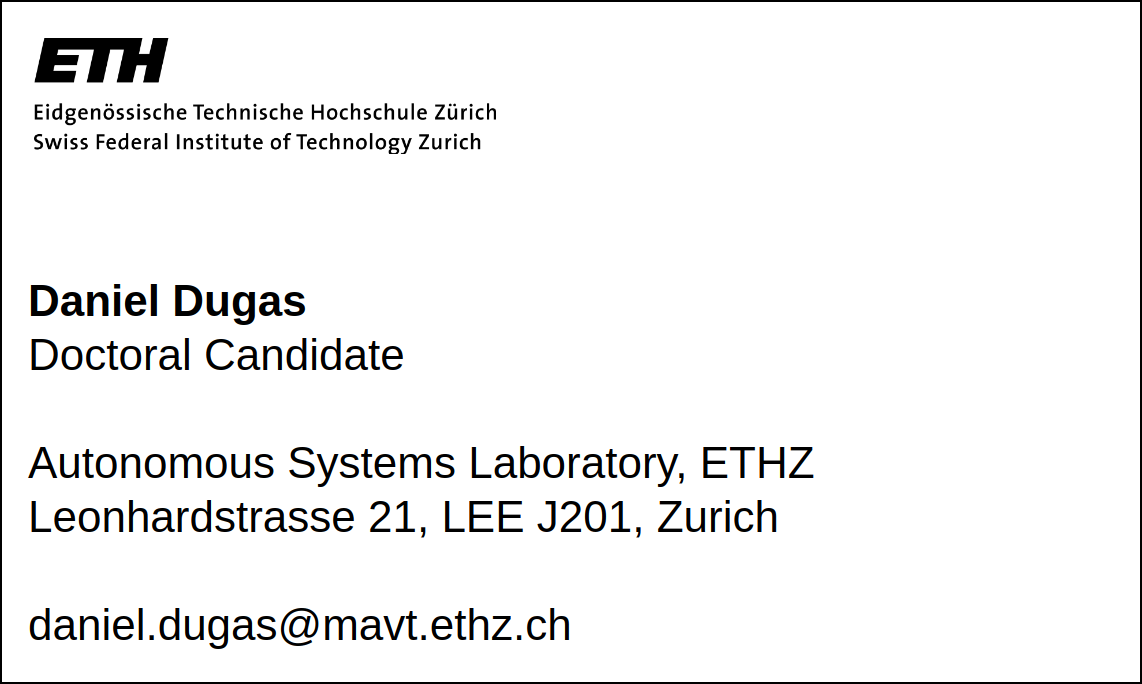 ETH
Eidgenössische Technische Hochschule Zürich
Swiss Federal Institute of Technology Zurich
Daniel Dugas
Doctoral Candidate
Autonomous Systems Laboratory, ETHZ
Leonhardstrasse 21, LEE J201, Zurich
daniel.dugas@mavt.ethz.ch